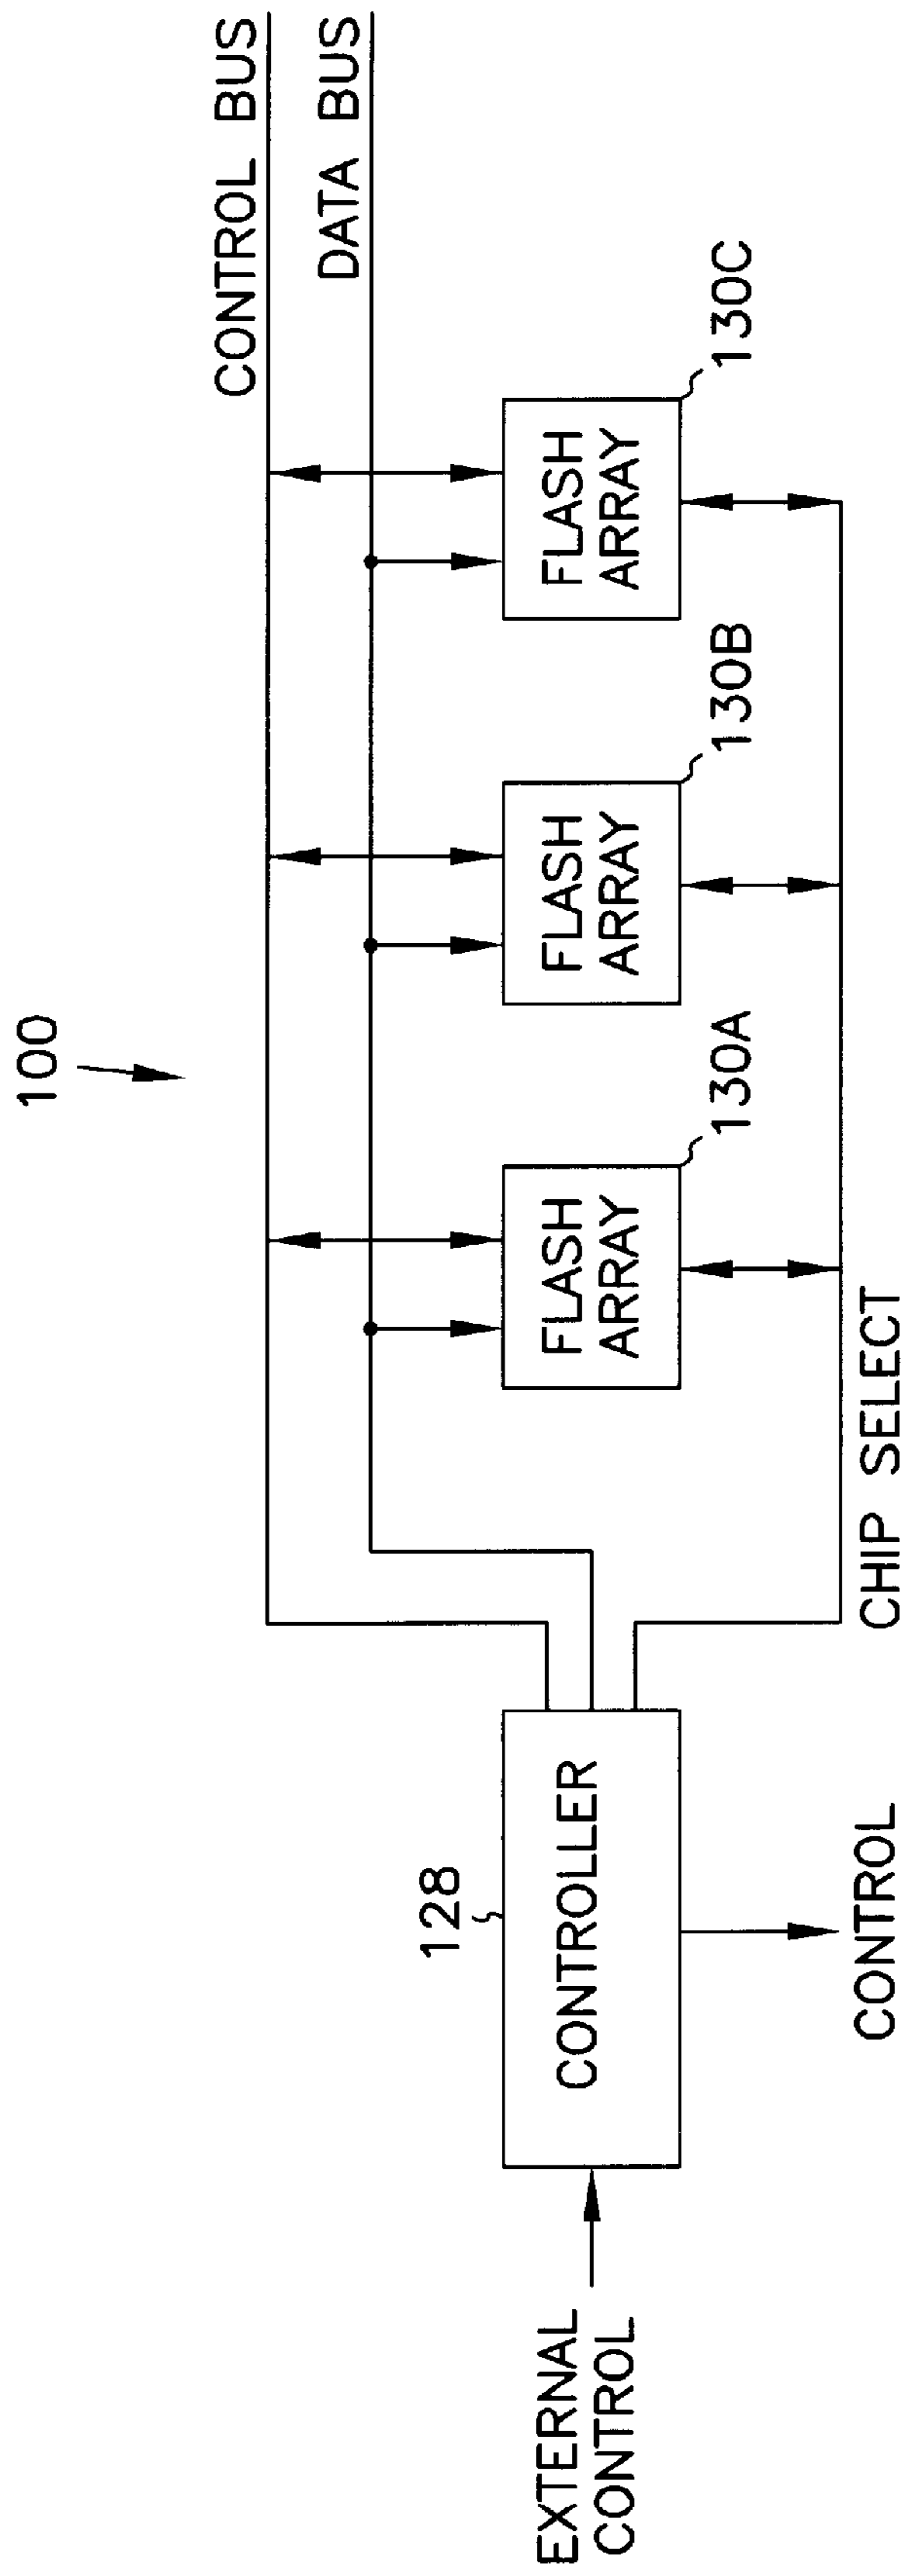 100
CONTROL BUS
DATA BUS
128
CONTROLLER
EXTERNAL
CONTROL
CONTROL
CHIP SELECT
FLASH
ARRAY
130A
FLASH
ARRAY
130B
FLASH
ARRAY
130C